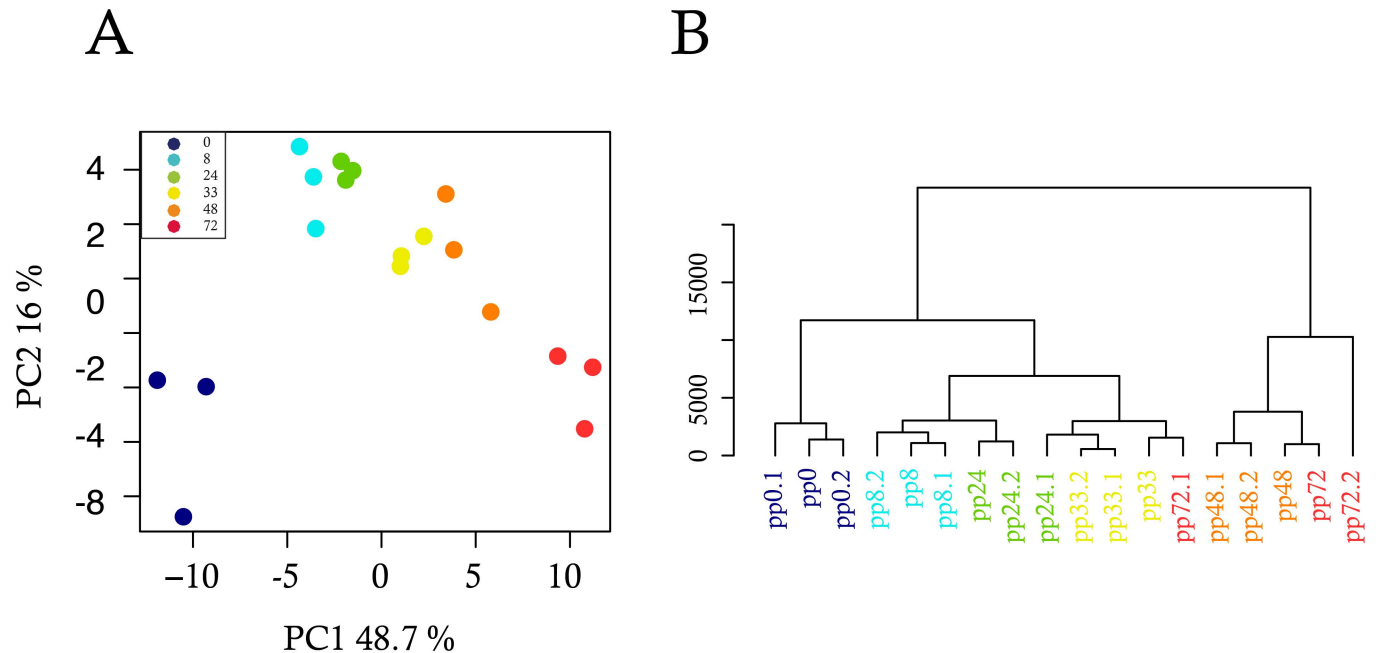 A
B
0
8
24
33
48
72
4
2
0
-2
-4
-8
PC2 16 %
−10
-5
0
5
10
PC1 48.7 %
15000
5000
0
pp0.1
pp0
pp0.2
pp8.2
pp8
pp8.1
pp24
pp24.2
pp24.1
pp33.2
pp33.1
pp33
pp72.1
pp48.1
pp48.2
pp48
pp72
pp72.2